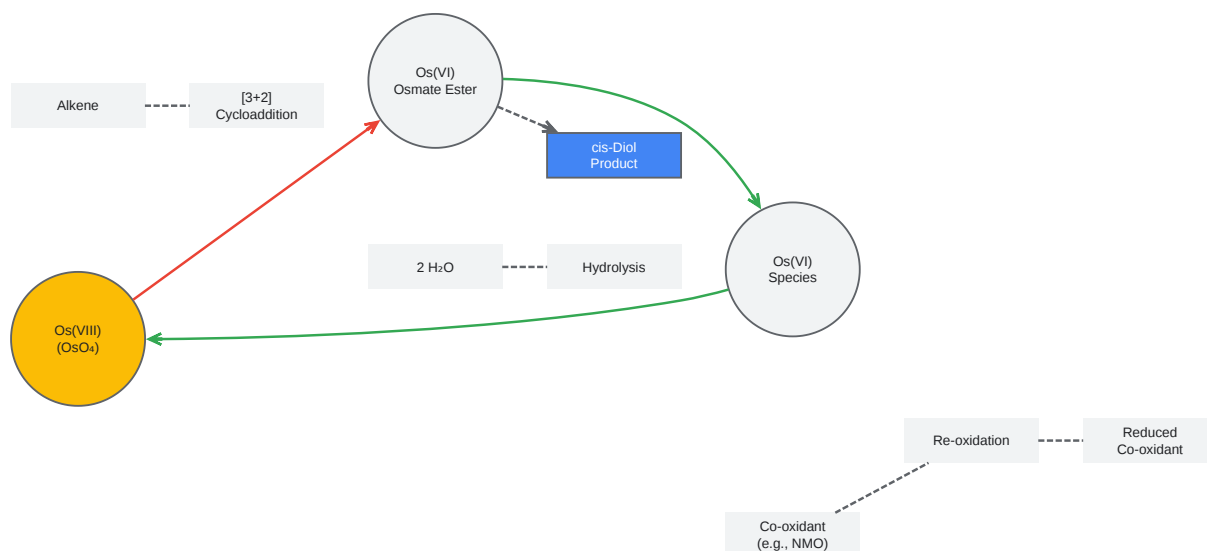 Os(VI)
Osmate Ester
Alkene
[3+2]
Cycloaddition
cis-Diol
Product
2 H₂O
Hydrolysis
Os(VI)
Species
Os(VIII)
(OsO₄)
Re-oxidation
Reduced
Co-oxidant
Co-oxidant
(e.g., NMO)